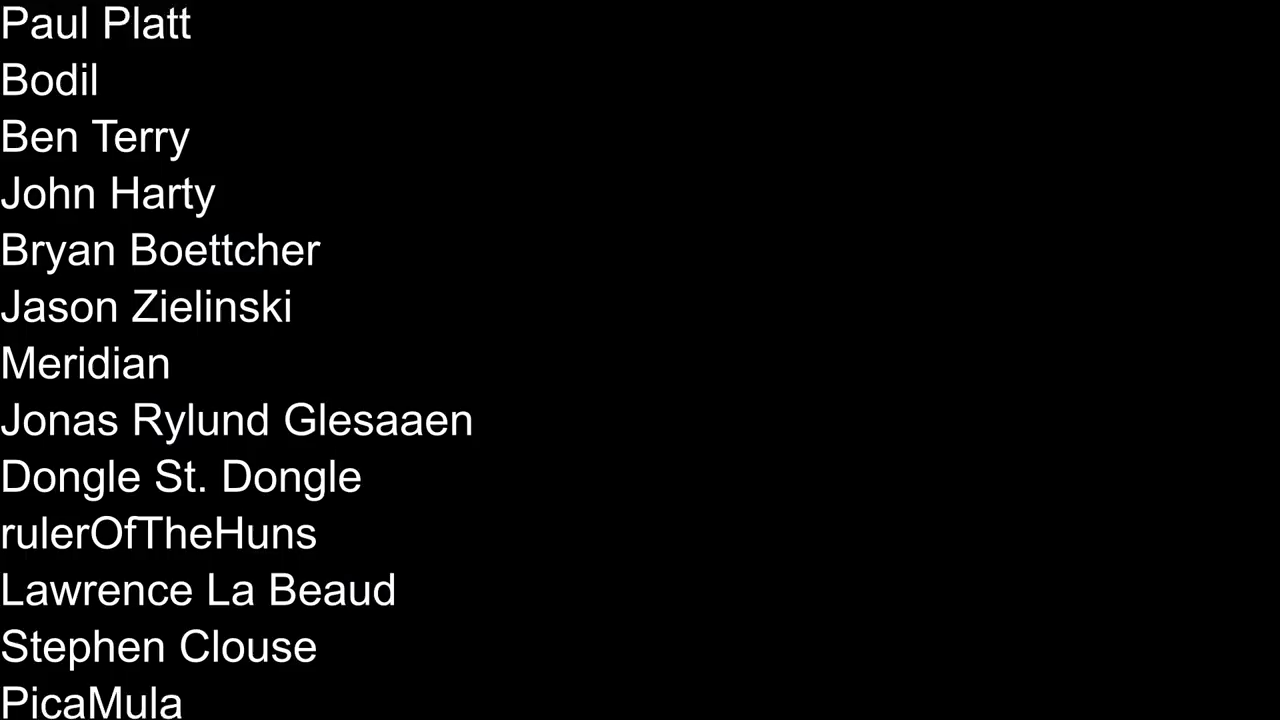 Paul Platt
Bodil
Ben Terry
John Harty
Bryan Boettcher
Jason Zielinski
Meridian
Jonas Rylund Glesaaen
Dongle St. Dongle
rulerOfTheHuns
Lawrence La Beaud
Stephen Clouse
PicaMula